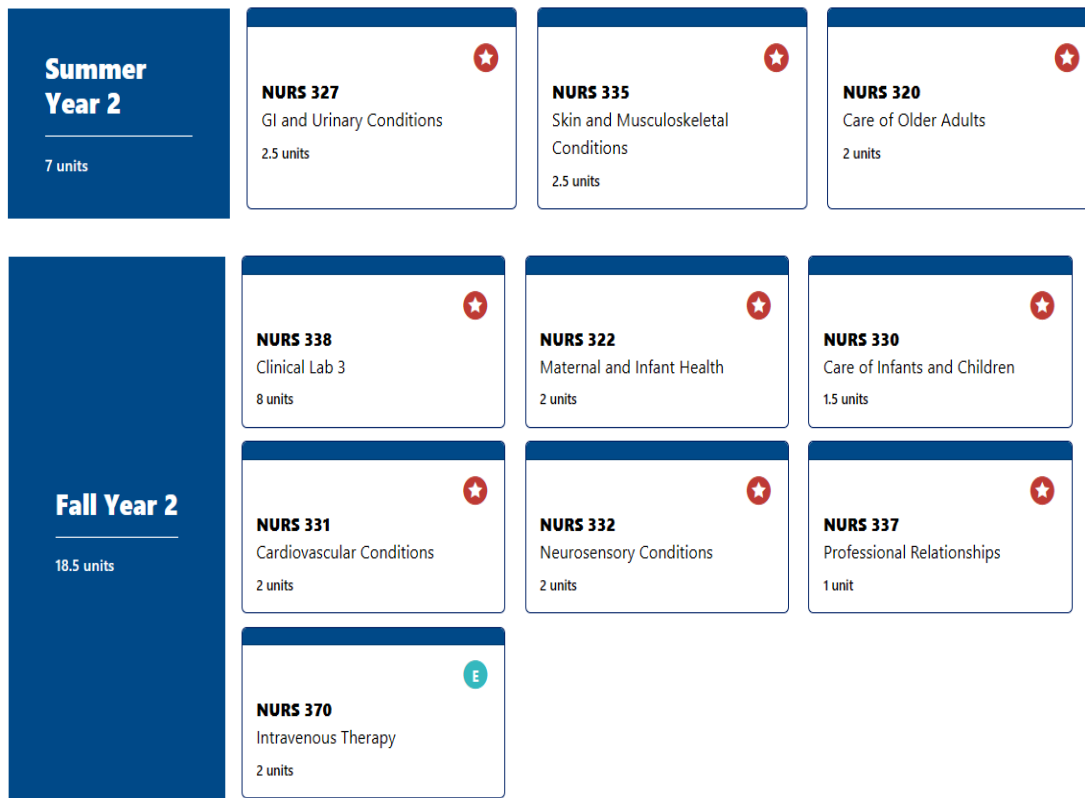 Summer
Year 2
7 units
NURS 327
GI and Urinary Conditions
2.5 units
NURS 335
Skin and Musculoskeletal
Conditions
2.5 units
NURS 320
Care of Older Adults
2 units
Fall Year 2
18.5 units
NURS 338
Clinical Lab 3
8 units
NURS 322
Maternal and Infant Health
2 units
NURS 330
Care of Infants and Children
1.5 units
NURS 331
Cardiovascular Conditions
2 units
NURS 332
Neurosensory Conditions
2 units
NURS 337
Professional Relationships
1 unit
E
NURS 370
Intravenous Therapy
2 units